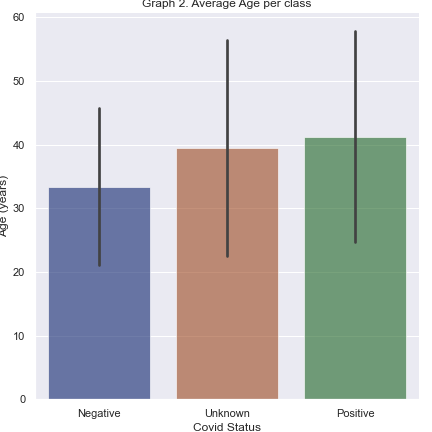 Graph 2. Average Age per class
60
50
40
30
20
10
0
Age (years)
Negative Unknown Positive
Covid Status